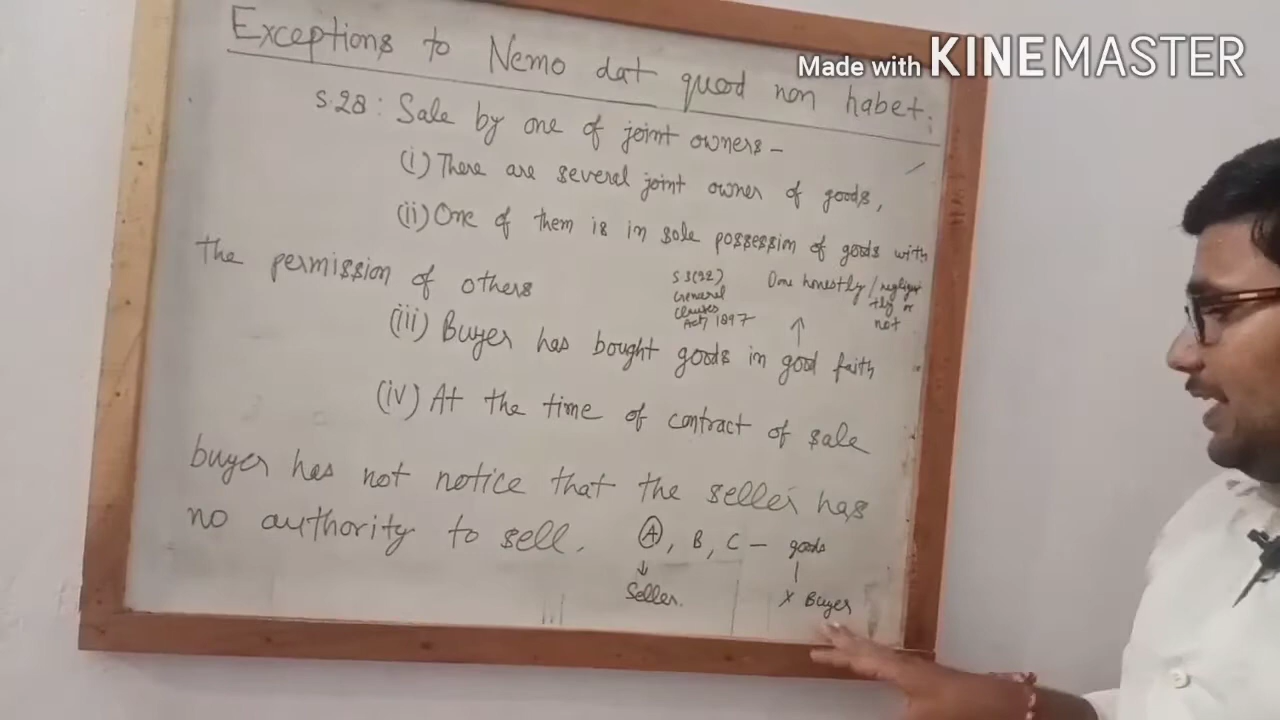 Made with KINEMASTER
Exceptions to Nemo dat quod non habet:
S.28: Sale by one of joint owners -
(i) There are several joint owner of goods,
(ii) One of them is in sole possession of goods with
the permission of others
S 3(22)
General
Clauses
Act, 1897
Done honestly / negligen
tly or
not
(iii) Buyer has bought goods in good faith
(iv) At the time of contract of sale
buyer has not notice that the seller has
no authority to sell.
A, B, C - goods
Seller.
X Buyer